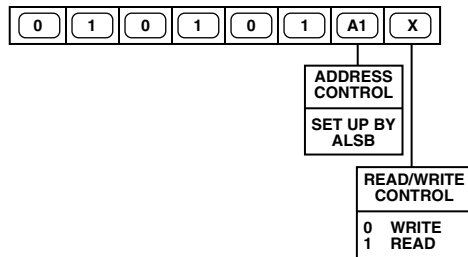 0 1 0 1 0 1 A1 X
ADDRESS
CONTROL
SET UP BY
ALSB
READ/WRITE
CONTROL
0 WRITE
1 READ